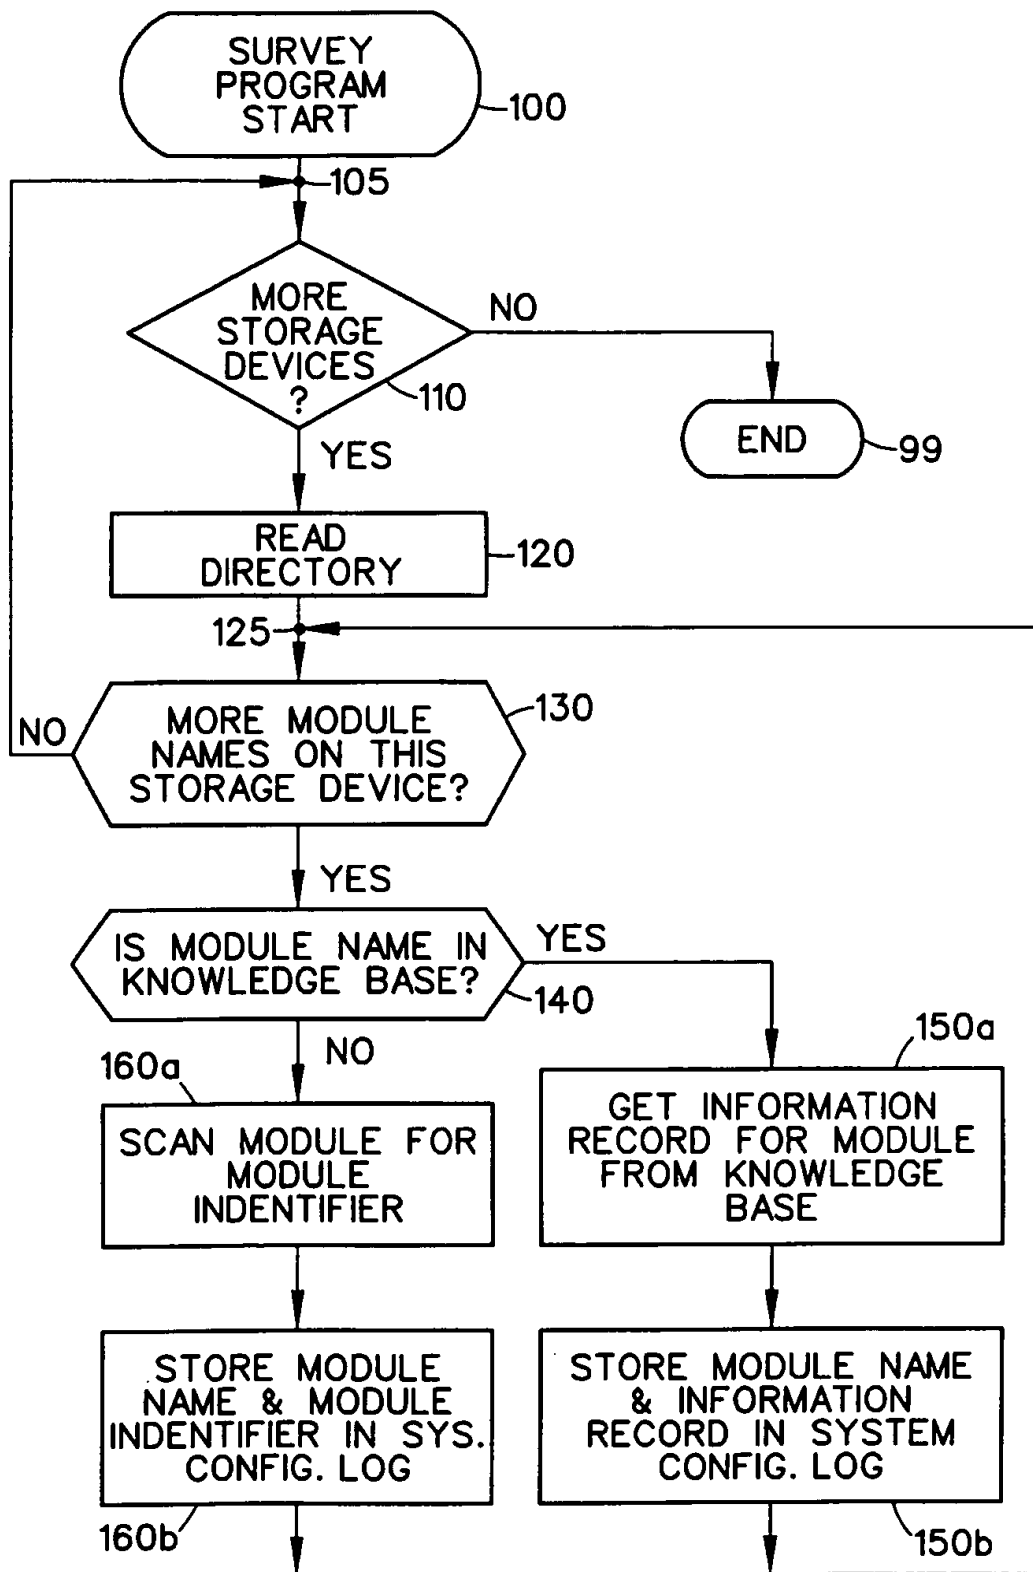 SURVEY
PROGRAM
START
100
105
MORE
STORAGE
DEVICES
?
110
NO
END
99
YES
READ
DIRECTORY
120
125
MORE MODULE
NAMES ON THIS
STORAGE DEVICE?
130
NO
YES
IS MODULE NAME IN
KNOWLEDGE BASE?
140
YES
NO
160a
SCAN MODULE FOR
MODULE
INDENTIFIER
150a
GET INFORMATION
RECORD FOR MODULE
FROM KNOWLEDGE
BASE
STORE MODULE
NAME & MODULE
INDENTIFIER IN SYS.
CONFIG. LOG
160b
STORE MODULE NAME
& INFORMATION
RECORD IN SYSTEM
CONFIG. LOG
150b